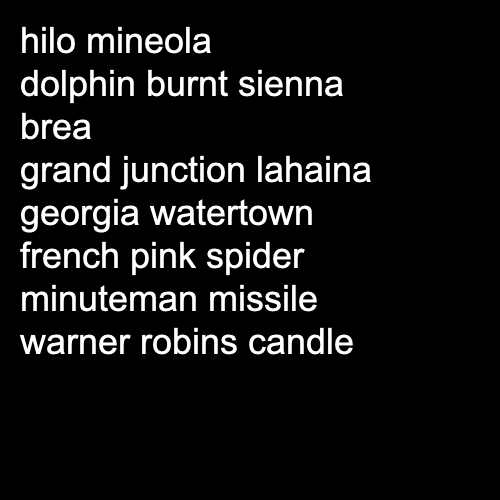 hilo mineola
dolphin burnt sienna
brea
grand junction lahaina
georgia watertown
french pink spider
minuteman missile
warner robins candle